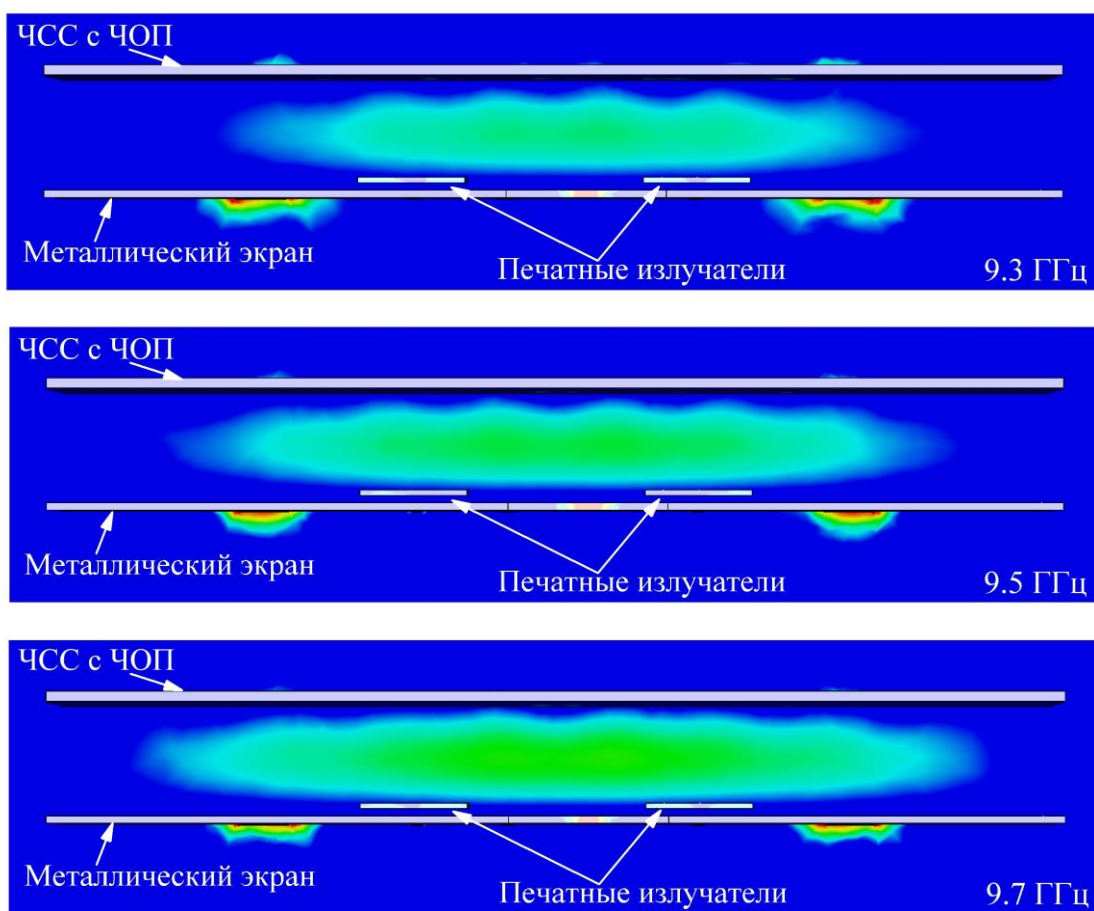 ЧСС с ЧОП
Металлический экран
Печатные излучатели
9.3 ГГц
ЧСС с ЧОП
Металлический экран
Печатные излучатели
9.5 ГГц
ЧСС с ЧОП
Металлический экран
Печатные излучатели
9.7 ГГц